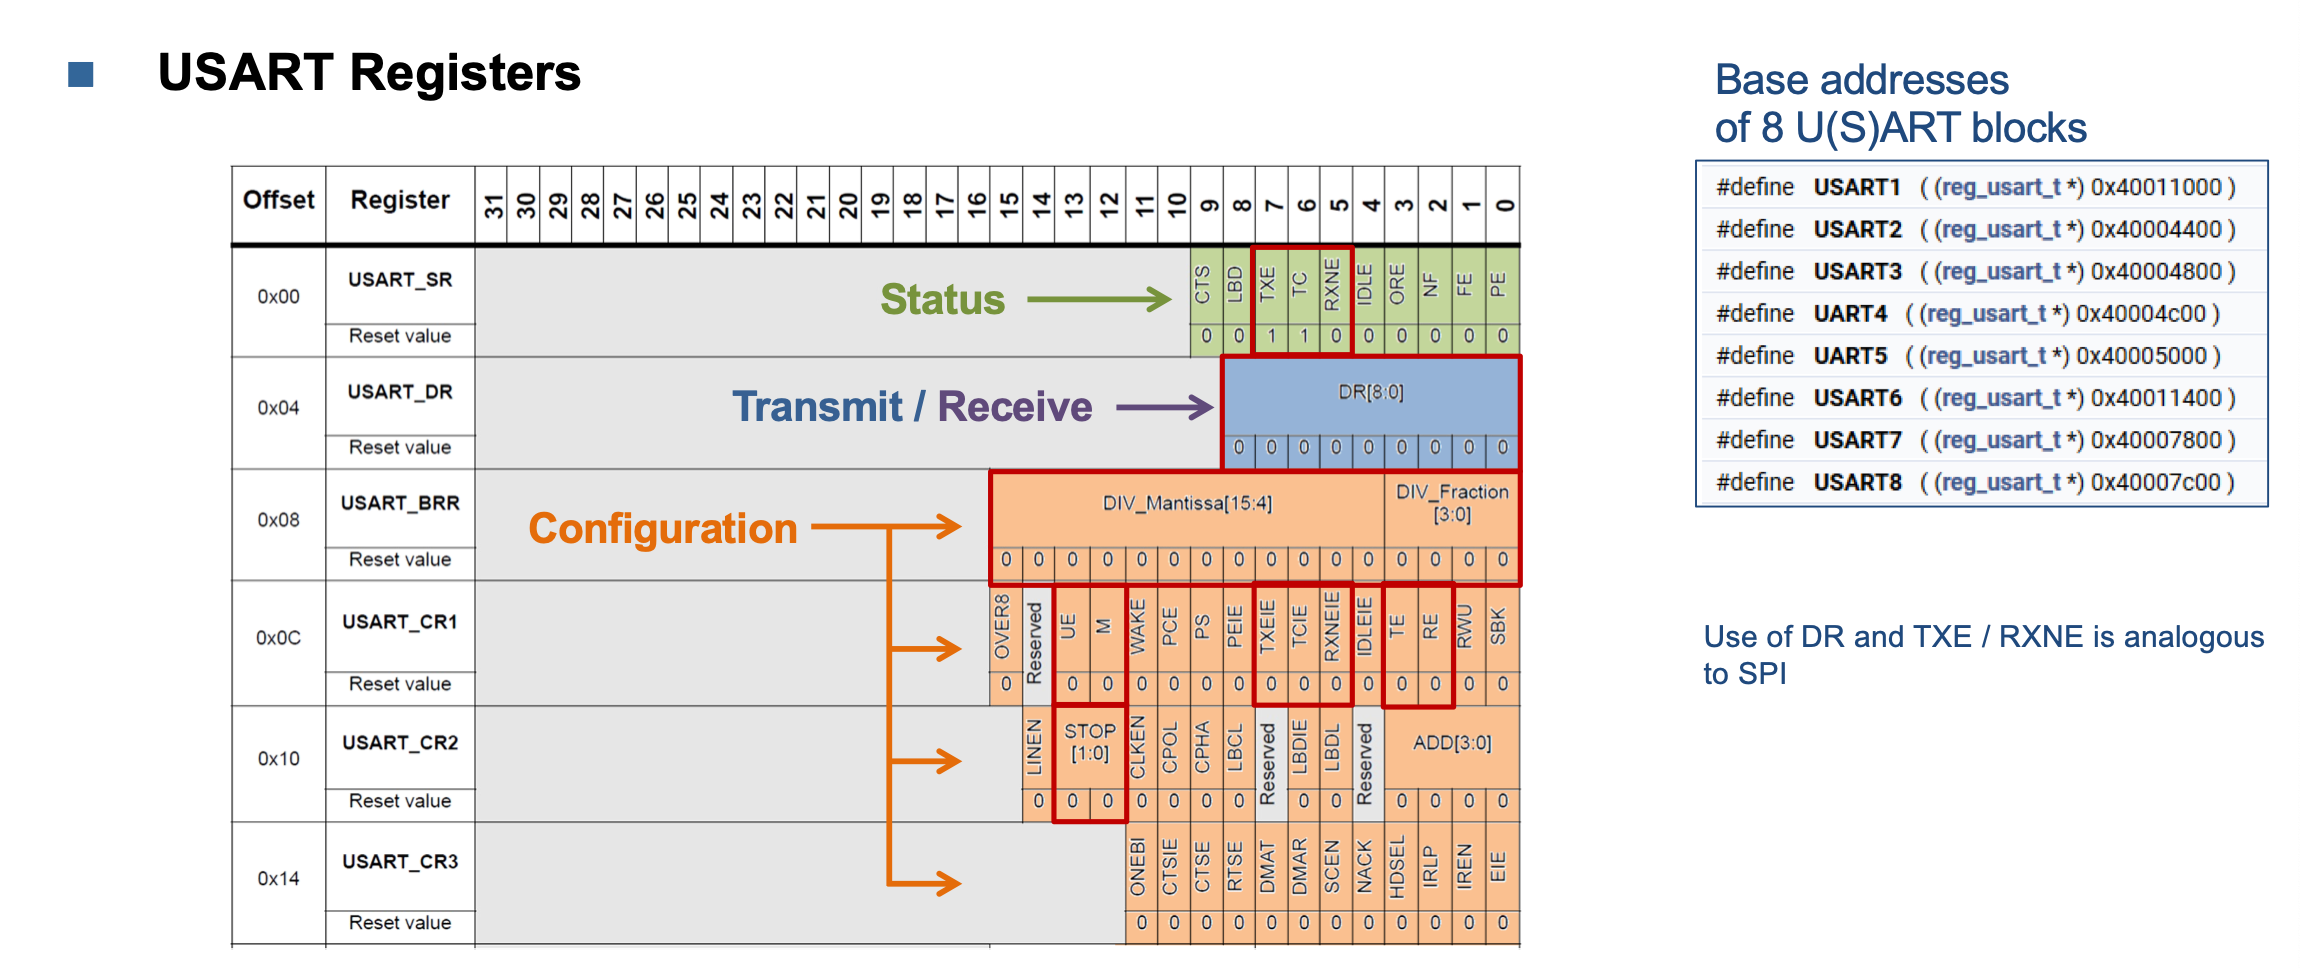 USART Registers
Offset Register 31 30 29 28 27 26 25 24 23 22 21 20 19 18 17 16 15 14 13 12 11 10 9 8 7 6 5 4 3 2 1 0
0x00 USART_SR CTS LBD TXE TC RXNE IDLE ORE NF FE PE
Status
Reset value 0 0 1 1 0 0 0 0 0 0
0x04 USART_DR DR[8:0]
Transmit / Receive
Reset value 0 0 0 0 0 0 0 0 0
0x08 USART_BRR DIV_Mantissa[15:4] DIV_Fraction
[3:0]
Configuration
Reset value 0 0 0 0 0 0 0 0 0 0 0 0 0 0 0 0
0x0C USART_CR1 OVER8 Reserved UE M WAKE PCE PS PEIE TXEIE TCIE RXNEIE IDLEIE TE RE RWU SBK
Reset value 0 0 0 0 0 0 0 0 0 0 0 0 0 0 0
0x10 USART_CR2 LINEN STOP
[1:0] CLKEN CPOL CPHA LBCL Reserved LBDIE LBDL Reserved ADD[3:0]
Reset value 0 0 0 0 0 0 0 0 0 0 0 0 0
0x14 USART_CR3 ONEBI CTSIE CTSE RTSE DMAT DMAR SCEN NACK HDSEL IRLP IREN EIE
Reset value 0 0 0 0 0 0 0 0 0 0 0 0
Base addresses
of 8 U(S)ART blocks
#define USART1 ( (reg_usart_t *) 0x40011000 )
#define USART2 ( (reg_usart_t *) 0x40004400 )
#define USART3 ( (reg_usart_t *) 0x40004800 )
#define UART4 ( (reg_usart_t *) 0x40004c00 )
#define UART5 ( (reg_usart_t *) 0x40005000 )
#define USART6 ( (reg_usart_t *) 0x40011400 )
#define USART7 ( (reg_usart_t *) 0x40007800 )
#define USART8 ( (reg_usart_t *) 0x40007c00 )
Use of DR and TXE / RXNE is analogous
to SPI